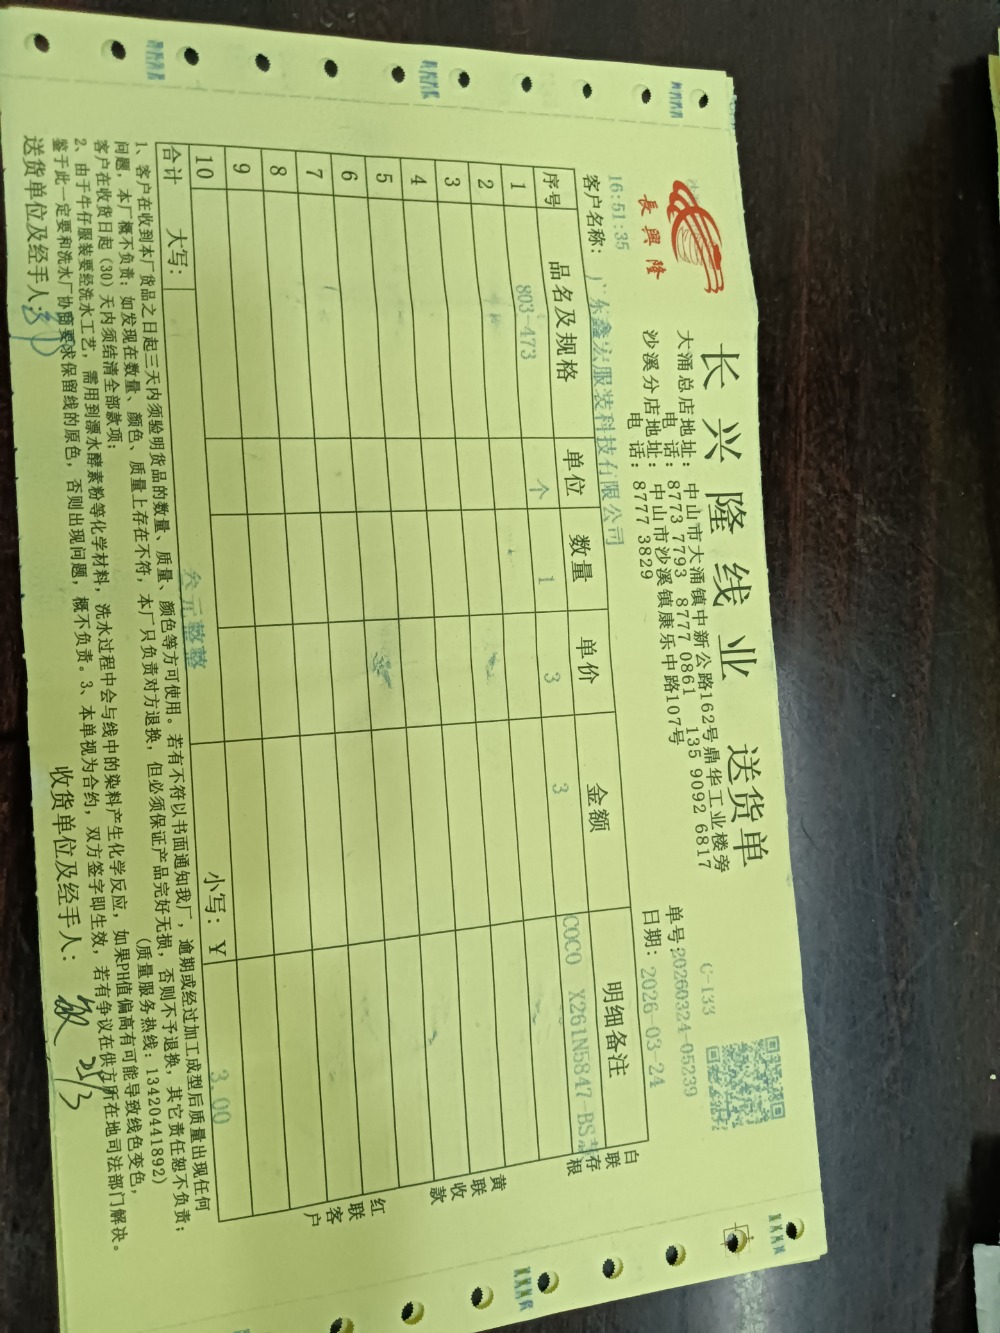 長興隆
长兴隆线业 送货单
大涌总店地址：中山市大涌镇中新公路162号鼎华工业楼旁
电 话：8773 7793 8777 0861 135 9092 6817
沙溪分店地址：中山市沙溪镇康乐中路107号
电 话：8777 3829
C-133
单号 20260324-05239
日期：2026-03-24
16:51:35
客户名称：广东鑫宏服装科技有限公司
序号 品名及规格 单位 数量 单价 金额 明细备注
1 803-473 个 1 3 3 COCO X261N5847-BS
2
3
4
5
6
7
8
9
10
合计 大写：叁元整整 小写：￥ 3.00
白联存根
黄联收款
红联客户
1、客户在收到本厂货品之日起三天内须验明货品的数量、质量、颜色等方可使用。若有不符以书面通知我厂，逾期或经过加工成型后质量出现任何
问题，本厂概不负责；如发现在数量、颜色、质量上存在不符，本厂只负责对方退换，但必须保证产品完好无损，否则不予退换，其它责任恕不负责；
客户在收货日起（30）天内须结清全部款项； (质量服务热线：13420441892)
2、由于牛仔服装要经洗水工艺，需用到漂水酵素粉等化学材料，洗水过程中会与线中的染料产生化学反应，如果PH值偏高有可能导致线色变色，
鉴于此一定要和洗水厂协商要求保留线的原色，否则出现问题，概不负责。3、本单视为合约，双方签字即生效，若有争议在供方所在地司法部门解决。
送货单位及经手人： 收货单位及经手人：